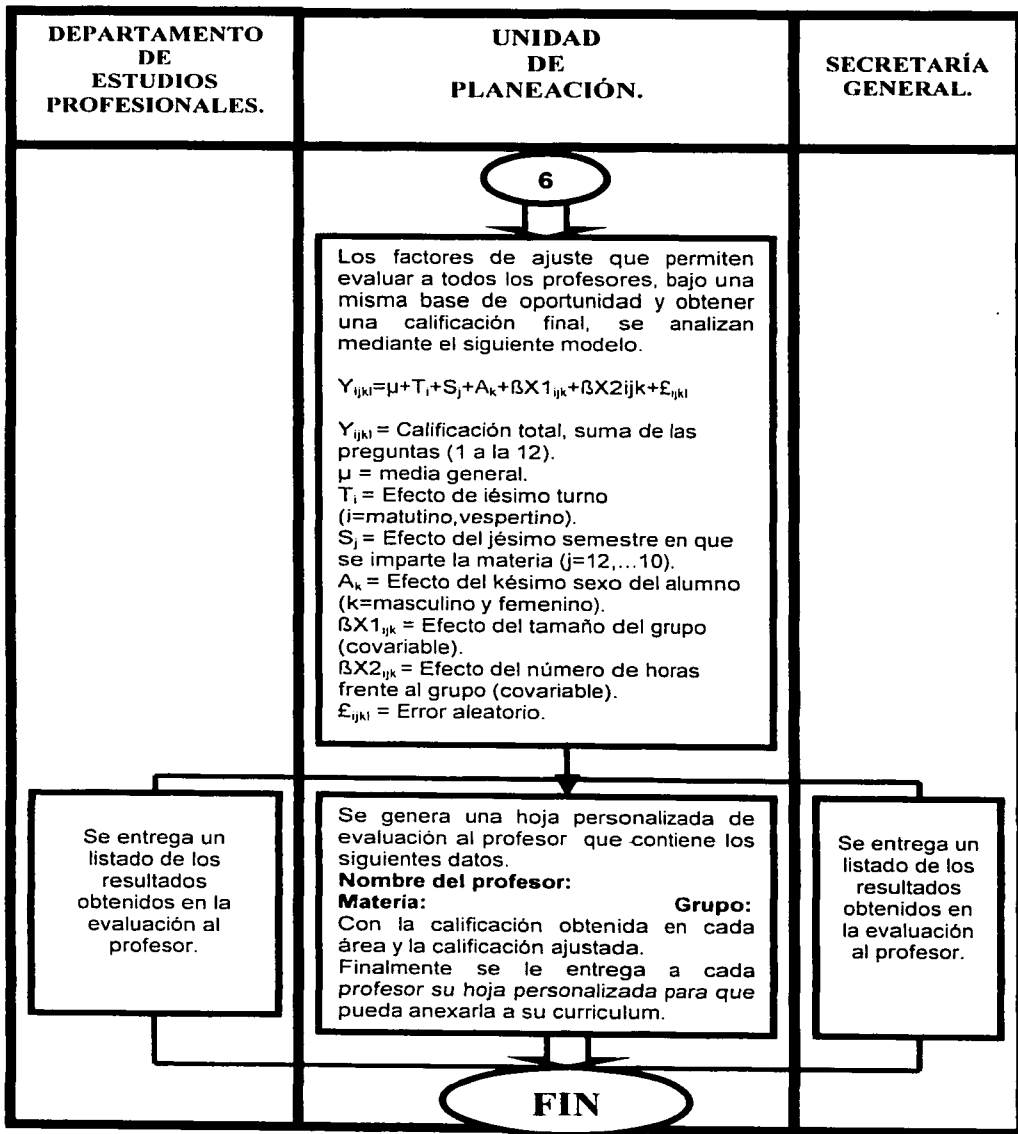 DEPARTAMENTO
DE
ESTUDIOS
PROFESIONALES.
UNIDAD
DE
PLANEACIÓN.
SECRETARÍA
GENERAL.
6
Los factores de ajuste que permiten
evaluar a todos los profesores, bajo una
misma base de oportunidad y obtener
una calificación final, se analizan
mediante el siguiente modelo.
Yijkl=µ+Ti+Sj+Ak+ßX1ijk+ßX2ijk+£ijkl
Yijkl = Calificación total, suma de las
preguntas (1 a la 12).
µ = media general.
Ti = Efecto de iésimo turno
(i=matutino,vespertino).
Sj = Efecto del jésimo semestre en que
se imparte la materia (j=12,...10).
Ak = Efecto del késimo sexo del alumno
(k=masculino y femenino).
ßX1ijk = Efecto del tamaño del grupo
(covariable).
ßX2ijk = Efecto del número de horas
frente al grupo (covariable).
£ijkl = Error aleatorio.
Se entrega un
listado de los
resultados
obtenidos en la
evaluación al
profesor.
Se genera una hoja personalizada de
evaluación al profesor que contiene los
siguientes datos.
Nombre del profesor:
Materia: Grupo:
Con la calificación obtenida en cada
área y la calificación ajustada.
Finalmente se le entrega a cada
profesor su hoja personalizada para que
pueda anexarla a su curriculum.
Se entrega un
listado de los
resultados
obtenidos en
la evaluación
al profesor.
FIN